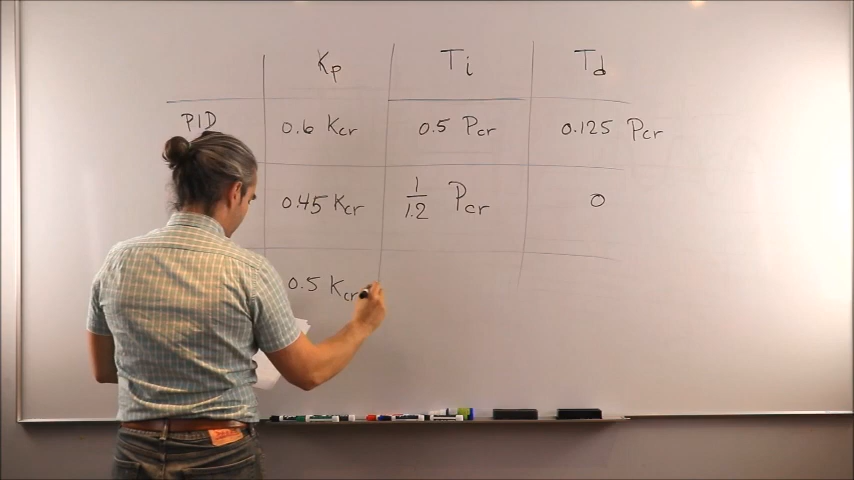 Kp Ti Td
PID 0.6 Kcr 0.5 Pcr 0.125 Pcr
0.45 Kcr 1/1.2 Pcr 0
0.5 Kcr